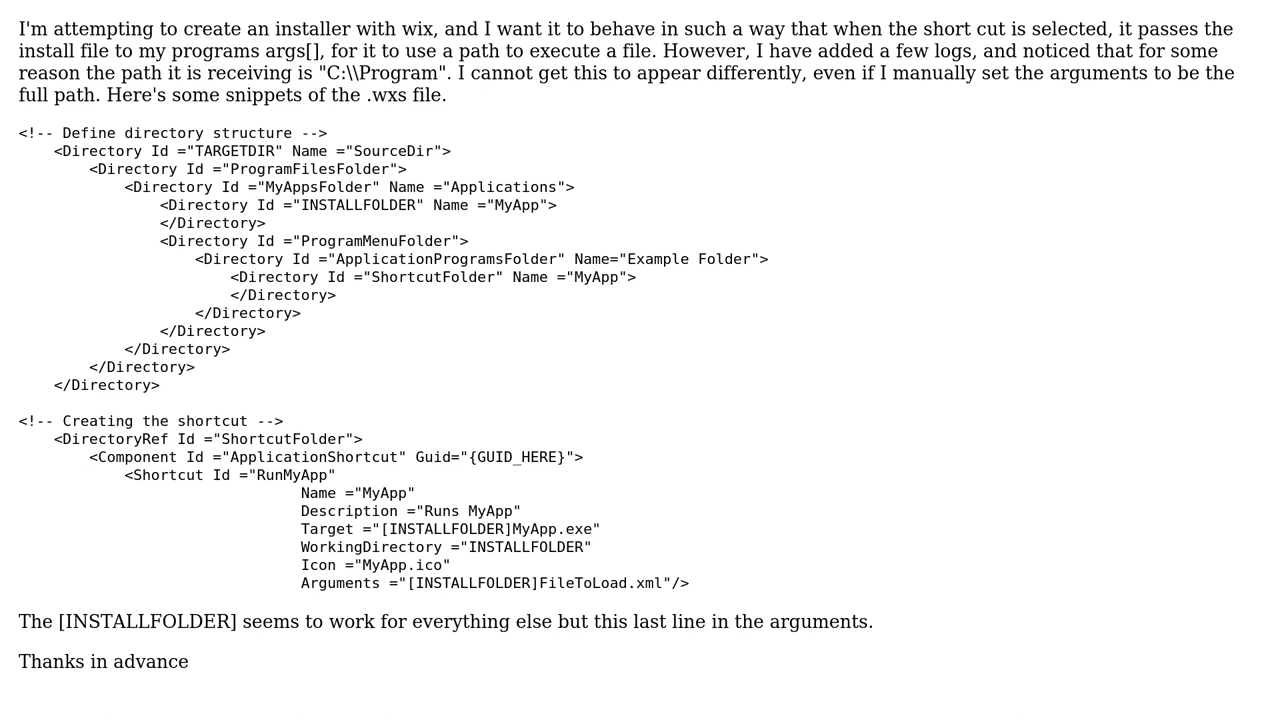 I'm attempting to create an installer with wix, and I want it to behave in such a way that when the short cut is selected, it passes the
install file to my programs args[], for it to use a path to execute a file. However, I have added a few logs, and noticed that for some
reason the path it is receiving is "C:\\Program". I cannot get this to appear differently, even if I manually set the arguments to be the
full path. Here's some snippets of the .wxs file.
<!-- Define directory structure -->
    <Directory Id ="TARGETDIR" Name ="SourceDir">
        <Directory Id ="ProgramFilesFolder">
            <Directory Id ="MyAppsFolder" Name ="Applications">
                <Directory Id ="INSTALLFOLDER" Name ="MyApp">
                </Directory>
                <Directory Id ="ProgramMenuFolder">
                    <Directory Id ="ApplicationProgramsFolder" Name="Example Folder">
                        <Directory Id ="ShortcutFolder" Name ="MyApp">
                        </Directory>
                    </Directory>
                </Directory>
            </Directory>
        </Directory>
    </Directory>
<!-- Creating the shortcut -->
    <DirectoryRef Id ="ShortcutFolder">
        <Component Id ="ApplicationShortcut" Guid="{GUID_HERE}">
            <Shortcut Id ="RunMyApp"
                                Name ="MyApp"
                                Description ="Runs MyApp"
                                Target ="[INSTALLFOLDER]MyApp.exe"
                                WorkingDirectory ="INSTALLFOLDER"
                                Icon ="MyApp.ico"
                                Arguments ="[INSTALLFOLDER]FileToLoad.xml"/>
The [INSTALLFOLDER] seems to work for everything else but this last line in the arguments.
Thanks in advance